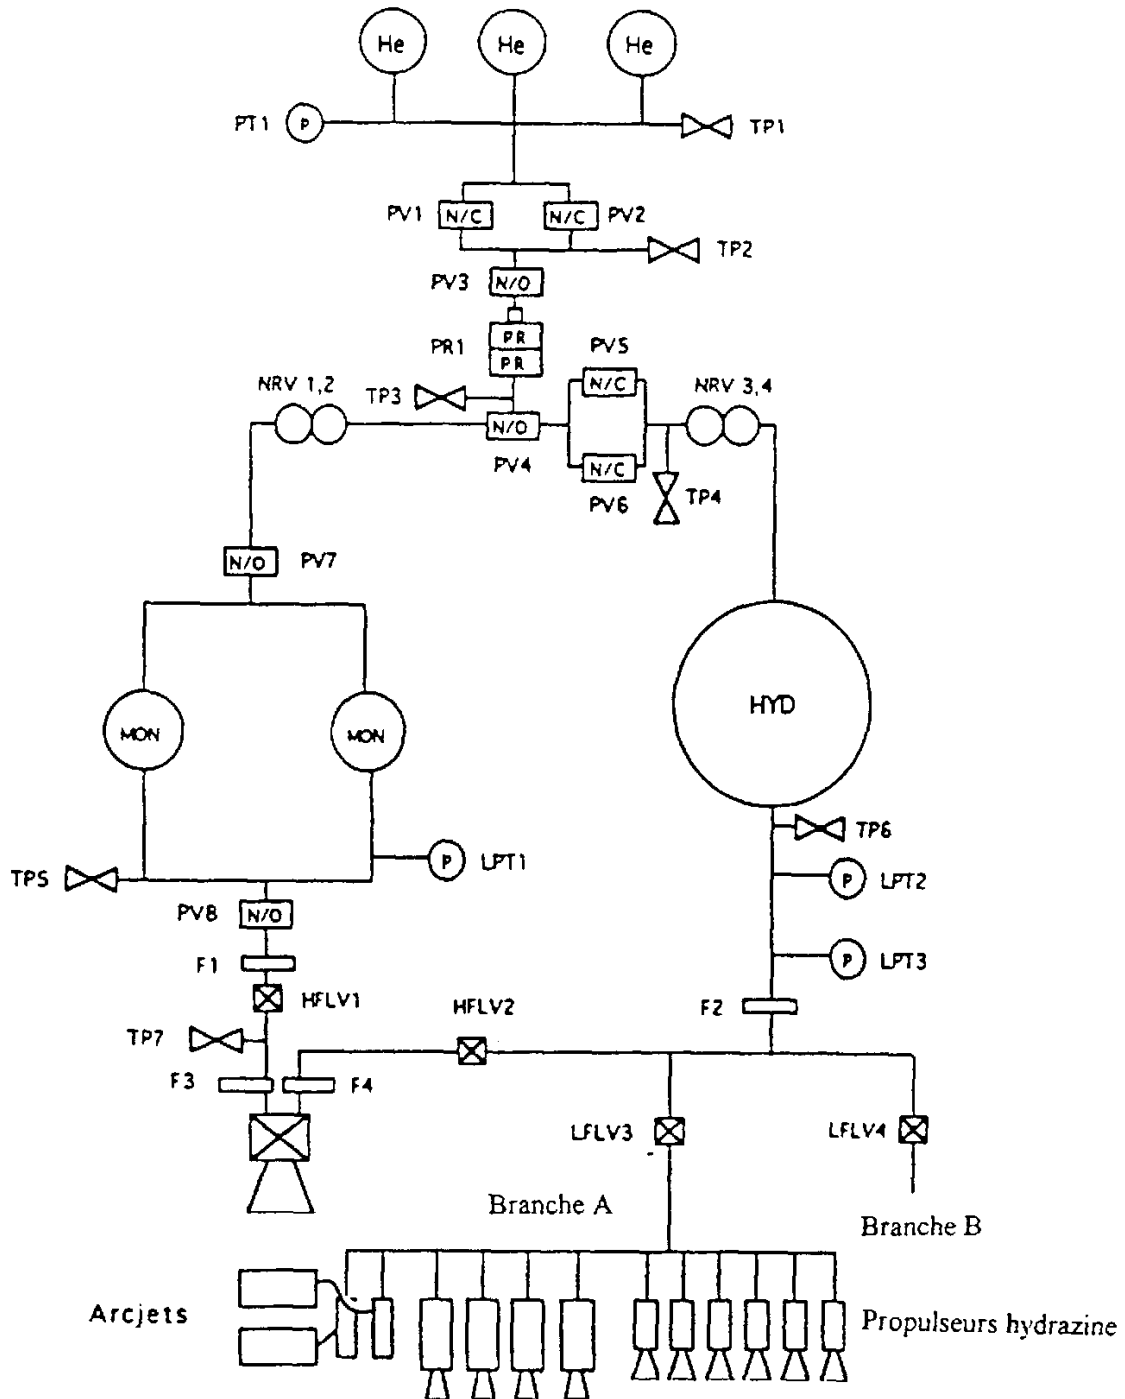 He He He
PT1 P TP1
PV1 N/C N/C PV2
TP2
PV3 N/O
PR1 PR
PR
PV5
NRV 1,2 TP3 N/C NRV 3,4
N/O
PV4 N/C
PV6 TP4
N/O PV7
HYD
MON MON
TP6
TP5 P LPT1 P LPT2
PV8 N/O
F1 P LPT3
HFLV1 HFLV2 F2
TP7
F3 F4
LFLV3 LFLV4
Branche A
Branche B
Arcjets Propulseurs hydrazine